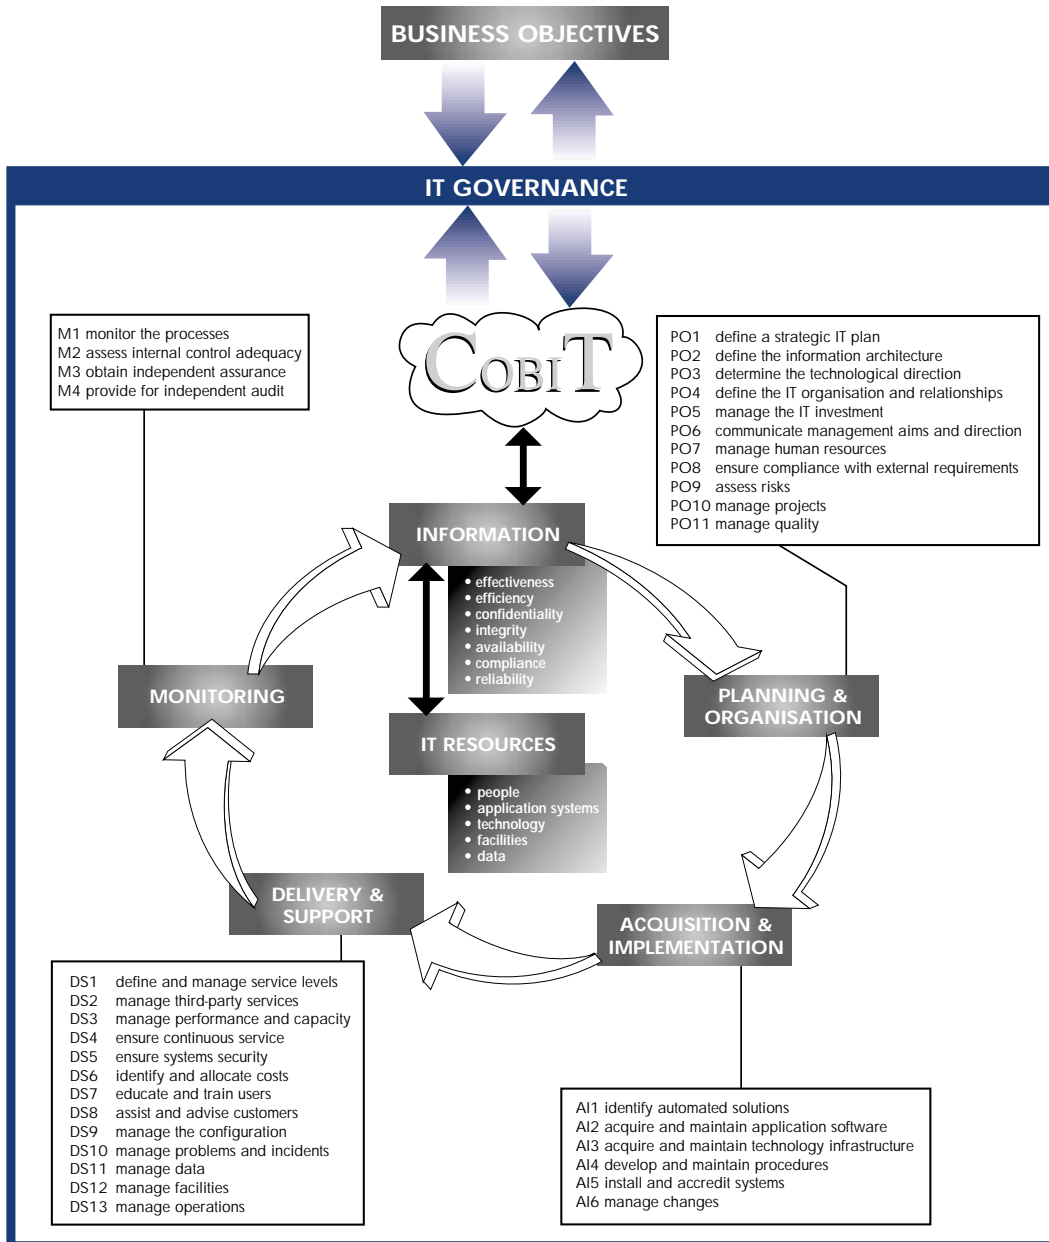 BUSINESS OBJECTIVES
IT GOVERNANCE
COBIT
M1 monitor the processes
M2 assess internal control adequacy
M3 obtain independent assurance
M4 provide for independent audit
PO1 define a strategic IT plan
PO2 define the information architecture
PO3 determine the technological direction
PO4 define the IT organisation and relationships
PO5 manage the IT investment
PO6 communicate management aims and direction
PO7 manage human resources
PO8 ensure compliance with external requirements
PO9 assess risks
PO10 manage projects
PO11 manage quality
INFORMATION
• effectiveness
• efficiency
• confidentiality
• integrity
• availability
• compliance
• reliability
MONITORING
PLANNING &
ORGANISATION
IT RESOURCES
• people
• application systems
• technology
• facilities
• data
DELIVERY &
SUPPORT
ACQUISITION &
IMPLEMENTATION
DS1 define and manage service levels
DS2 manage third-party services
DS3 manage performance and capacity
DS4 ensure continuous service
DS5 ensure systems security
DS6 identify and allocate costs
DS7 educate and train users
DS8 assist and advise customers
DS9 manage the configuration
DS10 manage problems and incidents
DS11 manage data
DS12 manage facilities
DS13 manage operations
AI1 identify automated solutions
AI2 acquire and maintain application software
AI3 acquire and maintain technology infrastructure
AI4 develop and maintain procedures
AI5 install and accredit systems
AI6 manage changes